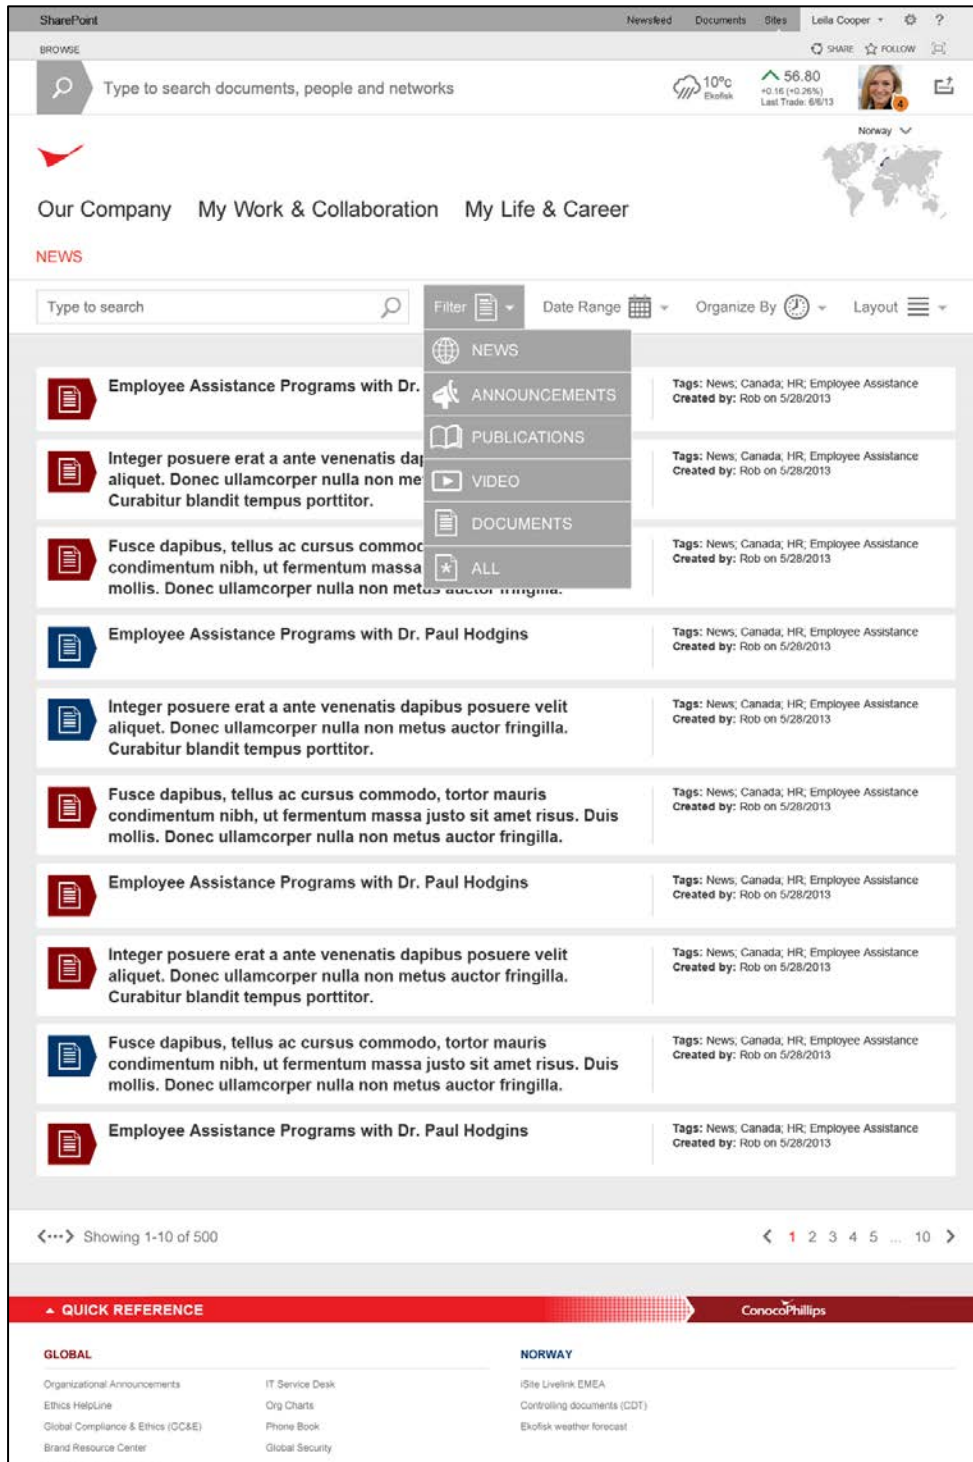 SharePoint
Newsfeed Documents Sites Leila Cooper ?
BROWSE
SHARE FOLLOW
Type to search documents, people and networks
10°c
Ekofisk
56.80
+0.16 (+0.26%)
Last Trade: 6/6/13
4
Norway
Our Company My Work & Collaboration My Life & Career
NEWS
Type to search
Filter
Date Range
Organize By
Layout
NEWS
ANNOUNCEMENTS
PUBLICATIONS
VIDEO
DOCUMENTS
ALL
Employee Assistance Programs with Dr.
Tags: News; Canada; HR; Employee Assistance
Created by: Rob on 5/28/2013
Integer posuere erat a ante venenatis dap
aliquet. Donec ullamcorper nulla non me
Curabitur blandit tempus porttitor.
Tags: News; Canada; HR; Employee Assistance
Created by: Rob on 5/28/2013
Fusce dapibus, tellus ac cursus commod
condimentum nibh, ut fermentum massa
mollis. Donec ullamcorper nulla non metus auctor fringilla.
Tags: News; Canada; HR; Employee Assistance
Created by: Rob on 5/28/2013
Employee Assistance Programs with Dr. Paul Hodgins
Tags: News; Canada; HR; Employee Assistance
Created by: Rob on 5/28/2013
Integer posuere erat a ante venenatis dapibus posuere velit
aliquet. Donec ullamcorper nulla non metus auctor fringilla.
Curabitur blandit tempus porttitor.
Tags: News; Canada; HR; Employee Assistance
Created by: Rob on 5/28/2013
Fusce dapibus, tellus ac cursus commodo, tortor mauris
condimentum nibh, ut fermentum massa justo sit amet risus. Duis
mollis. Donec ullamcorper nulla non metus auctor fringilla.
Tags: News; Canada; HR; Employee Assistance
Created by: Rob on 5/28/2013
Employee Assistance Programs with Dr. Paul Hodgins
Tags: News; Canada; HR; Employee Assistance
Created by: Rob on 5/28/2013
Integer posuere erat a ante venenatis dapibus posuere velit
aliquet. Donec ullamcorper nulla non metus auctor fringilla.
Curabitur blandit tempus porttitor.
Tags: News; Canada; HR; Employee Assistance
Created by: Rob on 5/28/2013
Fusce dapibus, tellus ac cursus commodo, tortor mauris
condimentum nibh, ut fermentum massa justo sit amet risus. Duis
mollis. Donec ullamcorper nulla non metus auctor fringilla.
Tags: News; Canada; HR; Employee Assistance
Created by: Rob on 5/28/2013
Employee Assistance Programs with Dr. Paul Hodgins
Tags: News; Canada; HR; Employee Assistance
Created by: Rob on 5/28/2013
Showing 1-10 of 500
1 2 3 4 5 ... 10
QUICK REFERENCE
ConocoPhillips
GLOBAL
NORWAY
Organizational Announcements IT Service Desk iSite Livelink EMEA
Ethics HelpLine Org Charts Controlling documents (CDT)
Global Compliance & Ethics (GC&E) Phone Book Ekofisk weather forecast
Brand Resource Center Global Security